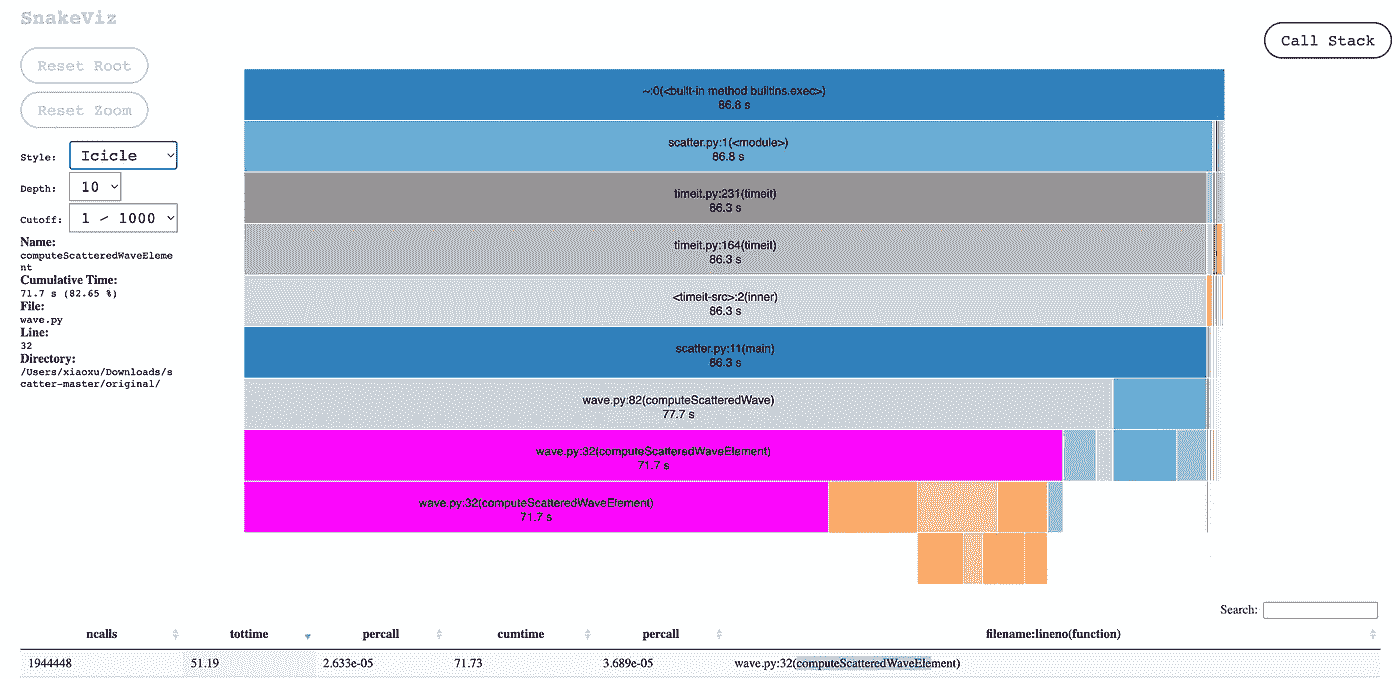 SnakeViz
Call Stack
Reset Root
Reset Zoom
Style: Icicle
Depth: 10
Cutoff: 1 / 1000
Name:
computeScatteredWaveEleme
nt
Cumulative Time:
71.7 s (82.65 %)
File:
wave.py
Line:
32
Directory:
/Users/xiaoxu/Downloads/s
catter-master/original/
~:0(<built-in method builtins.exec>)
86.8 s
scatter.py:1(<module>)
86.8 s
timeit.py:231(timeit)
86.3 s
timeit.py:164(timeit)
86.3 s
<timeit-src>:2(inner)
86.3 s
scatter.py:11(main)
86.3 s
wave.py:82(computeScatteredWave)
77.7 s
wave.py:32(computeScatteredWaveElement)
71.7 s
wave.py:32(computeScatteredWaveElement)
71.7 s
Search:
ncalls tottime percall cumtime percall filename:lineno(function)
1944448 51.19 2.633e-05 71.73 3.689e-05 wave.py:32(computeScatteredWaveElement)